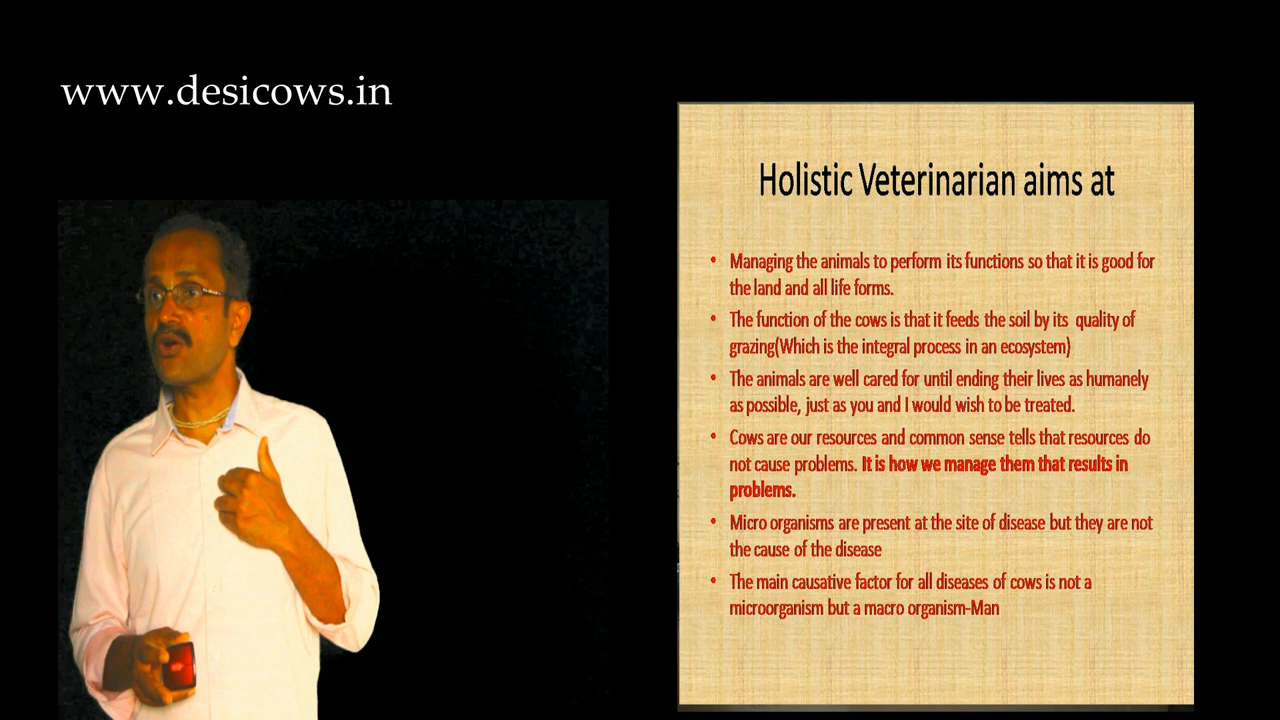 www.desicows.in
Holistic Veterinarian aims at
• Managing the animals to perform its functions so that it is good for
the land and all life forms.
• The function of the cows is that it feeds the soil by its quality of
grazing(Which is the integral process in an ecosystem)
• The animals are well cared for until ending their lives as humanely
as possible, just as you and I would wish to be treated.
• Cows are our resources and common sense tells that resources do
not cause problems. It is how we manage them that results in
problems.
• Micro organisms are present at the site of disease but they are not
the cause of the disease
• The main causative factor for all diseases of cows is not a
microorganism but a macro organism-Man